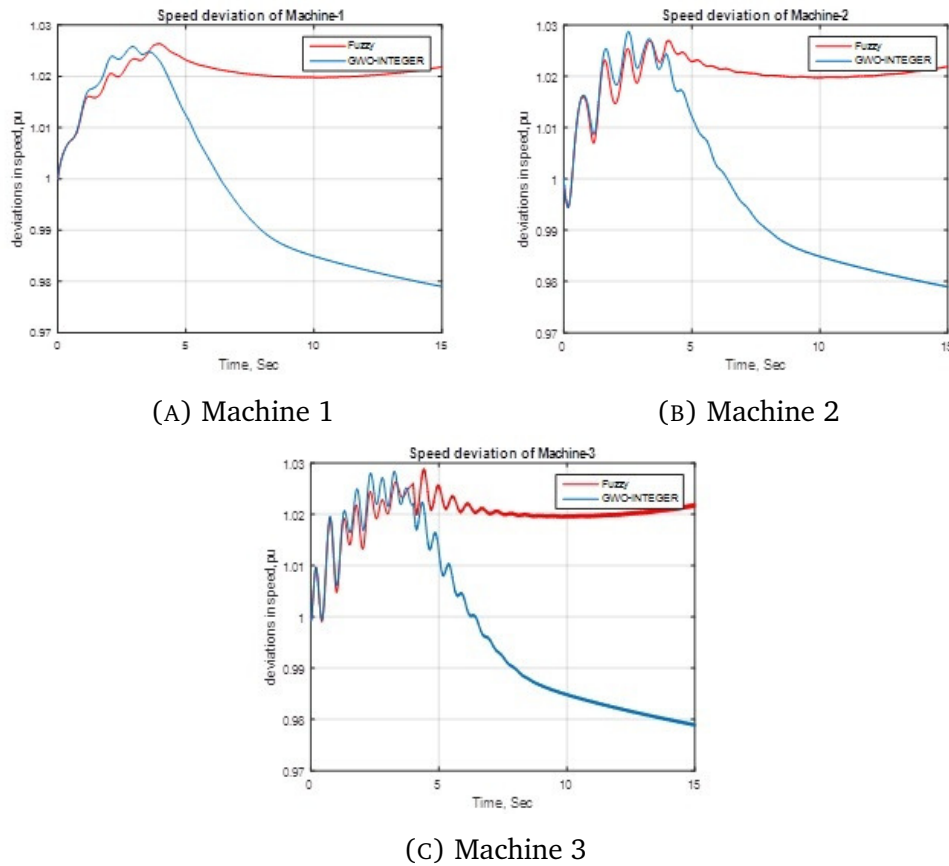 Speed deviation of Machine-1
1.03
1.02
1.01
1
0.99
0.98
0.97
deviations in speed,pu
Fuzzy
GWO-INTEGER
0
5
10
15
Time, Sec
(A) Machine 1
Speed deviation of Machine-2
1.03
1.02
1.01
1
0.99
0.98
0.97
deviations in speed,pu
Fuzzy
GWO-INTEGER
0
5
10
15
Time, Sec
(B) Machine 2
Speed deviation of Machine-3
1.03
1.02
1.01
1
0.99
0.98
0.97
deviations in speed,pu
Fuzzy
GWO-INTEGER
0
5
10
15
Time, Sec
(C) Machine 3